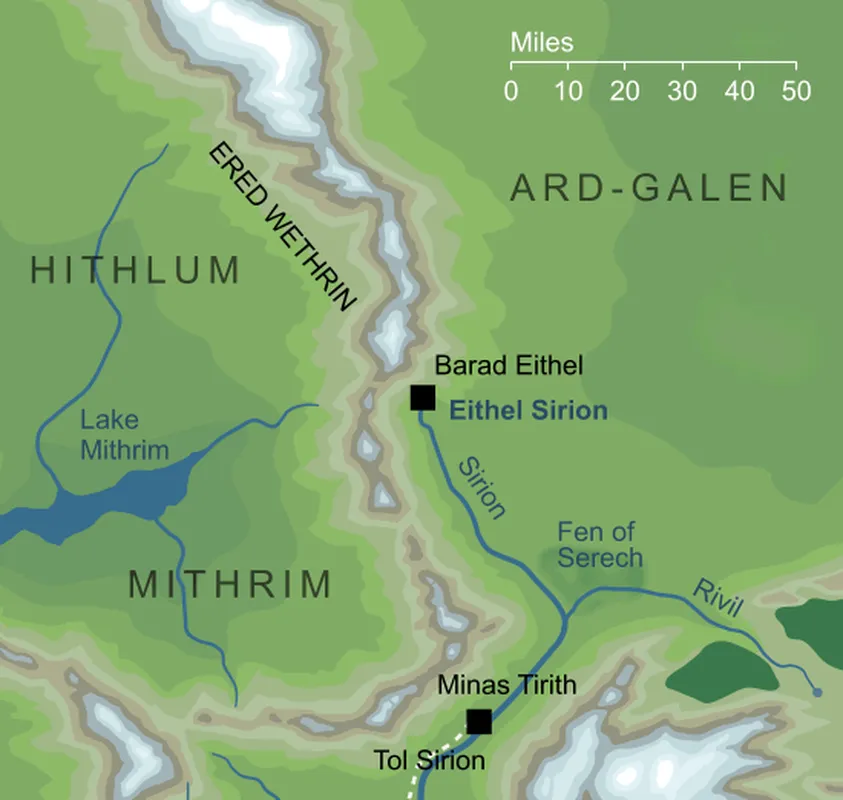 Miles
0 10 20 30 40 50
ERED WETHRIN
ARD-GALEN
HITHLUM
Barad Eithel
Eithel Sirion
Lake
Mithrim
Sirion
Fen of
Serech
MITHRIM
Rivil
Minas Tirith
Tol Sirion